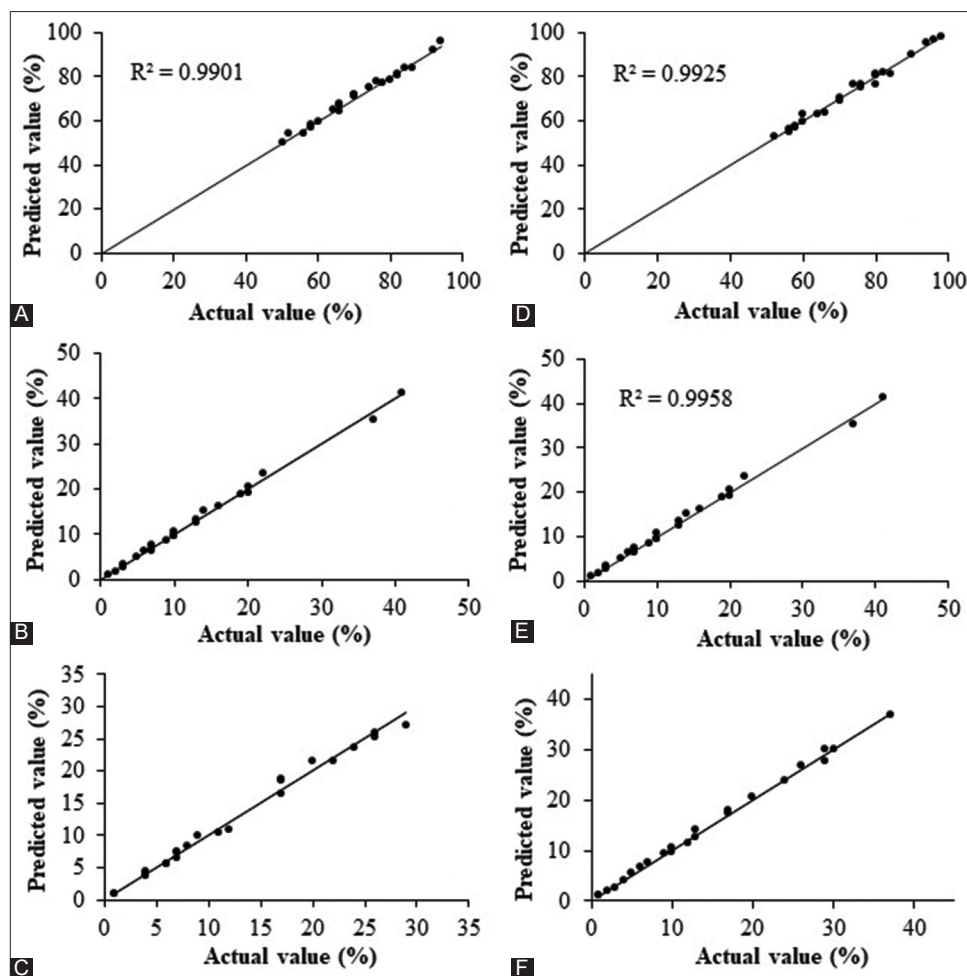 100
80
60
40
20
0
Predicted value (%)
R² = 0.9901
0 20 40 60 80 100
Actual value (%)
A
100
80
60
40
20
0
Predicted value (%)
R² = 0.9925
0 20 40 60 80 100
Actual value (%)
D
50
40
30
20
10
0
Predicted value (%)
0 10 20 30 40 50
Actual value (%)
B
50
40
30
20
10
0
Predicted value (%)
R² = 0.9958
0 10 20 30 40 50
Actual value (%)
E
35
30
25
20
15
10
5
0
Predicted value (%)
0 5 10 15 20 25 30 35
Actual value (%)
C
40
30
20
10
0
Predicted value (%)
0 10 20 30 40
Actual value (%)
F